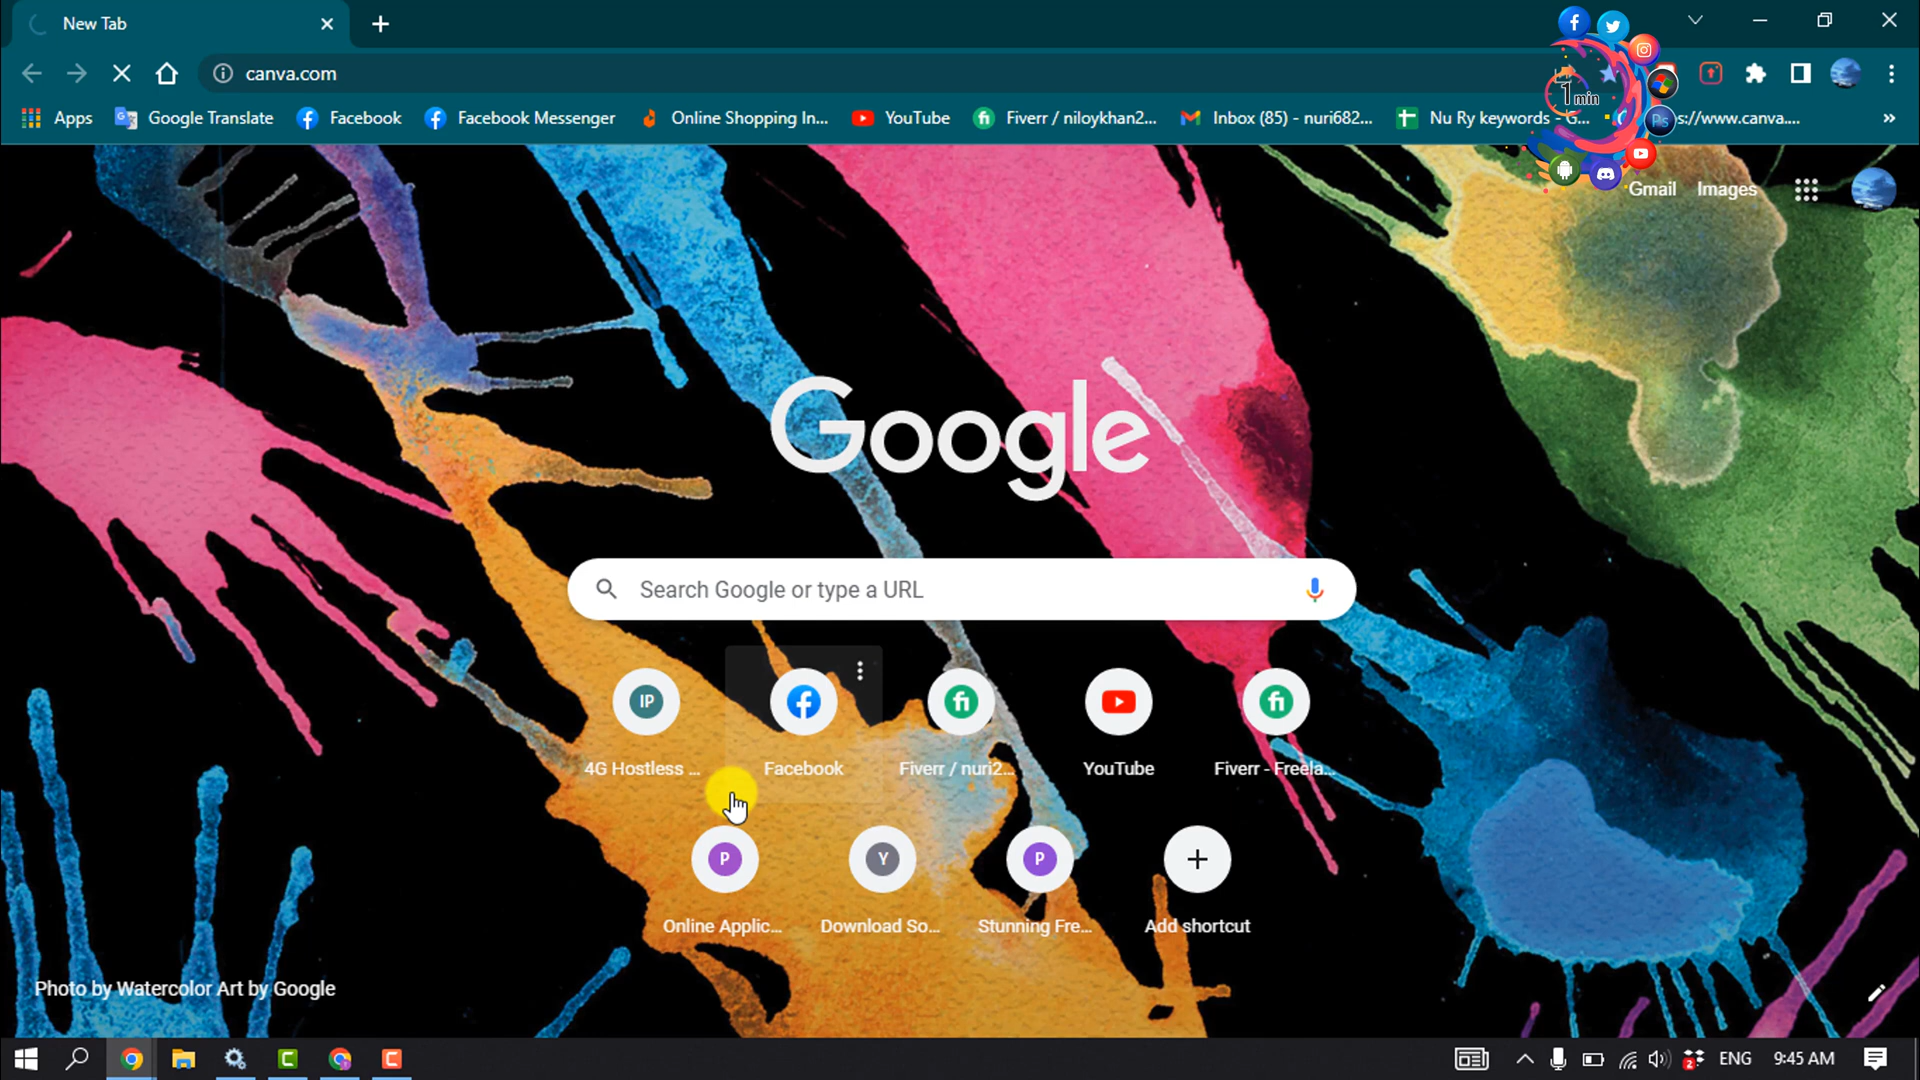 New Tab
canva.com
1 min
Apps Google Translate Facebook Facebook Messenger Online Shopping In... YouTube Fiverr / niloykhan2... Inbox (85) - nuri682... Nu Ry keywords - G... s://www.canva....
Ps
Gmail Images
Google
Search Google or type a URL
IP
4G Hostless ... Facebook Fiverr / nuri2... YouTube Fiverr - Freela...
P Y P
Online Applic... Download So... Stunning Fre... Add shortcut
Photo by Watercolor Art by Google
2 ENG 9:45 AM